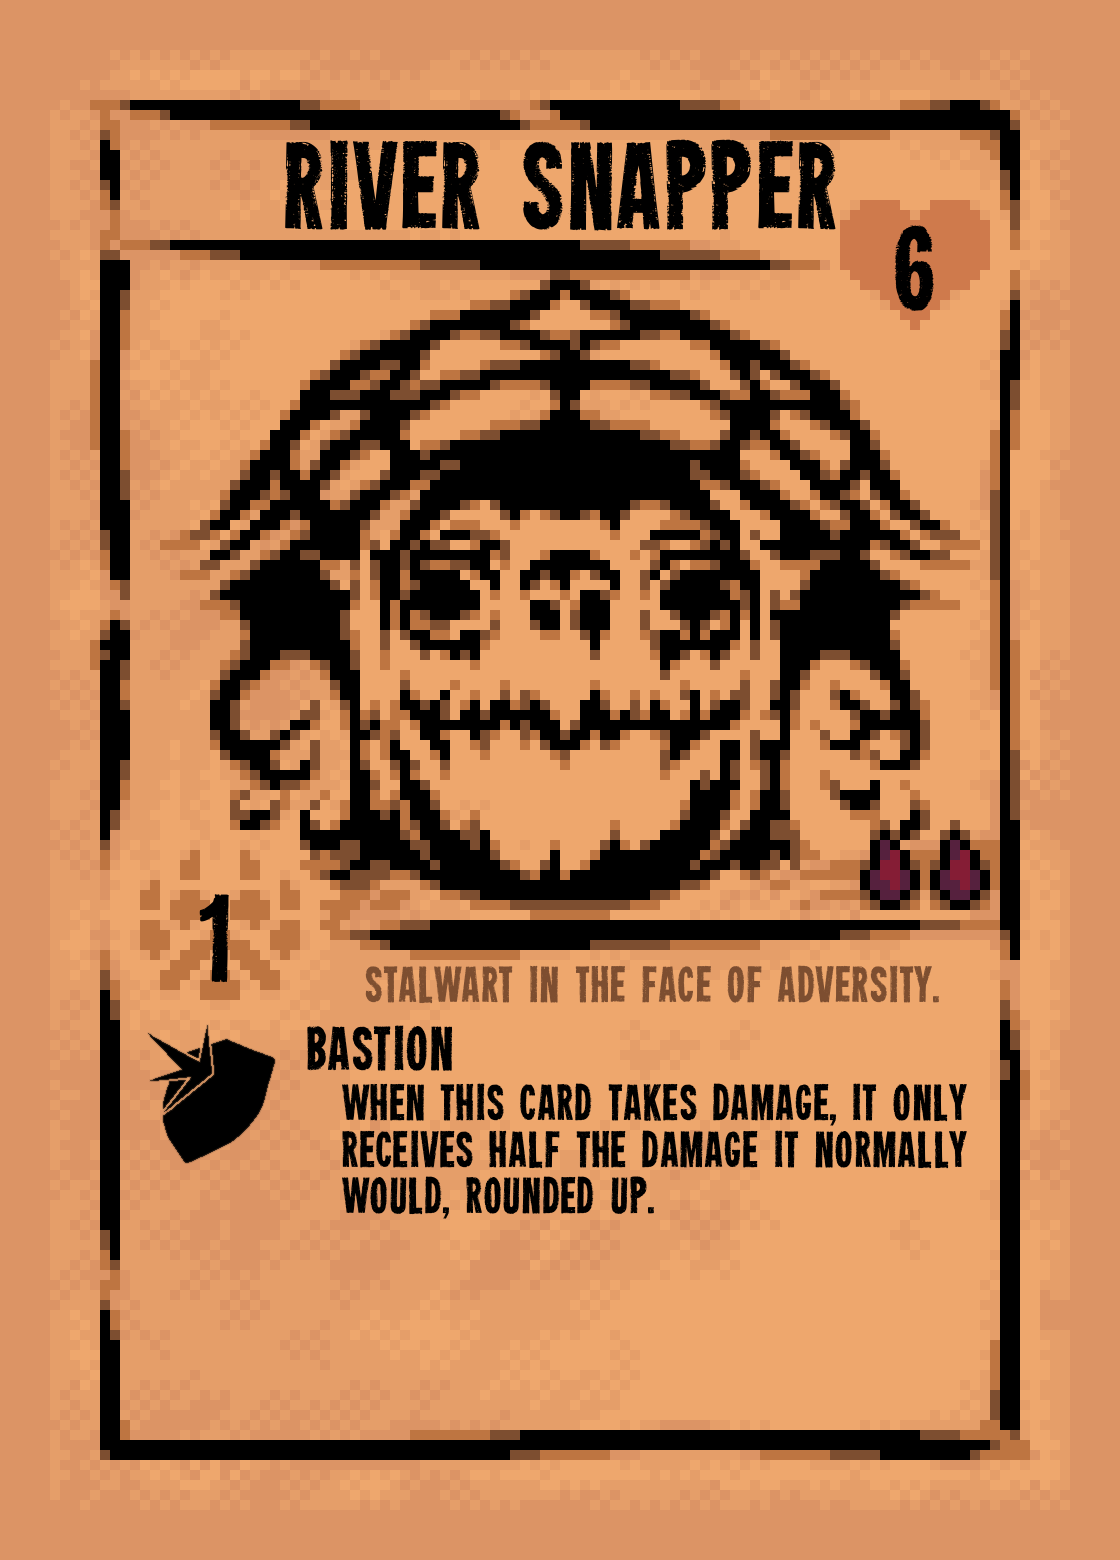 RIVER SNAPPER
6
1
STALWART IN THE FACE OF ADVERSITY.
BASTION
WHEN THIS CARD TAKES DAMAGE, IT ONLY
RECEIVES HALF THE DAMAGE IT NORMALLY
WOULD, ROUNDED UP.